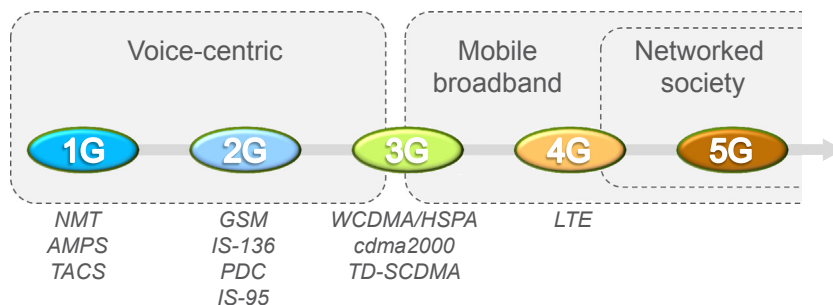 Voice-centric
Mobile
broadband
Networked
society
1G
2G
3G
4G
5G
NMT
AMPS
TACS
GSM
IS-136
PDC
IS-95
WCDMA/HSPA
cdma2000
TD-SCDMA
LTE